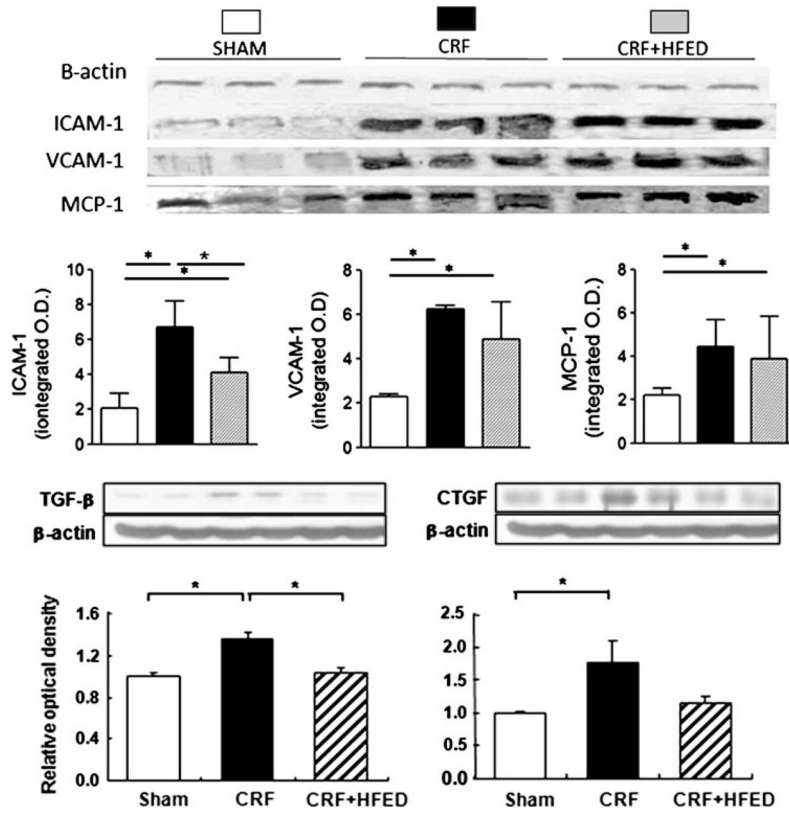 SHAM CRF CRF+HFED
B-actin
ICAM-1
VCAM-1
MCP-1
* * *
ICAM-1
(iontegrated O.D.)
10
8
6
4
2
0
* *
VCAM-1
(integrated O.D)
8
6
4
2
0
* *
MCP-1
(integrated O.D.)
8
6
4
2
0
TGF-β
β-actin
CTGF
β-actin
* *
Relative optical density
1.6
1.2
0.8
0.4
0.0
Sham CRF CRF+HFED
*
2.5
2.0
1.5
1.0
0.5
0.0
Sham CRF CRF+HFED